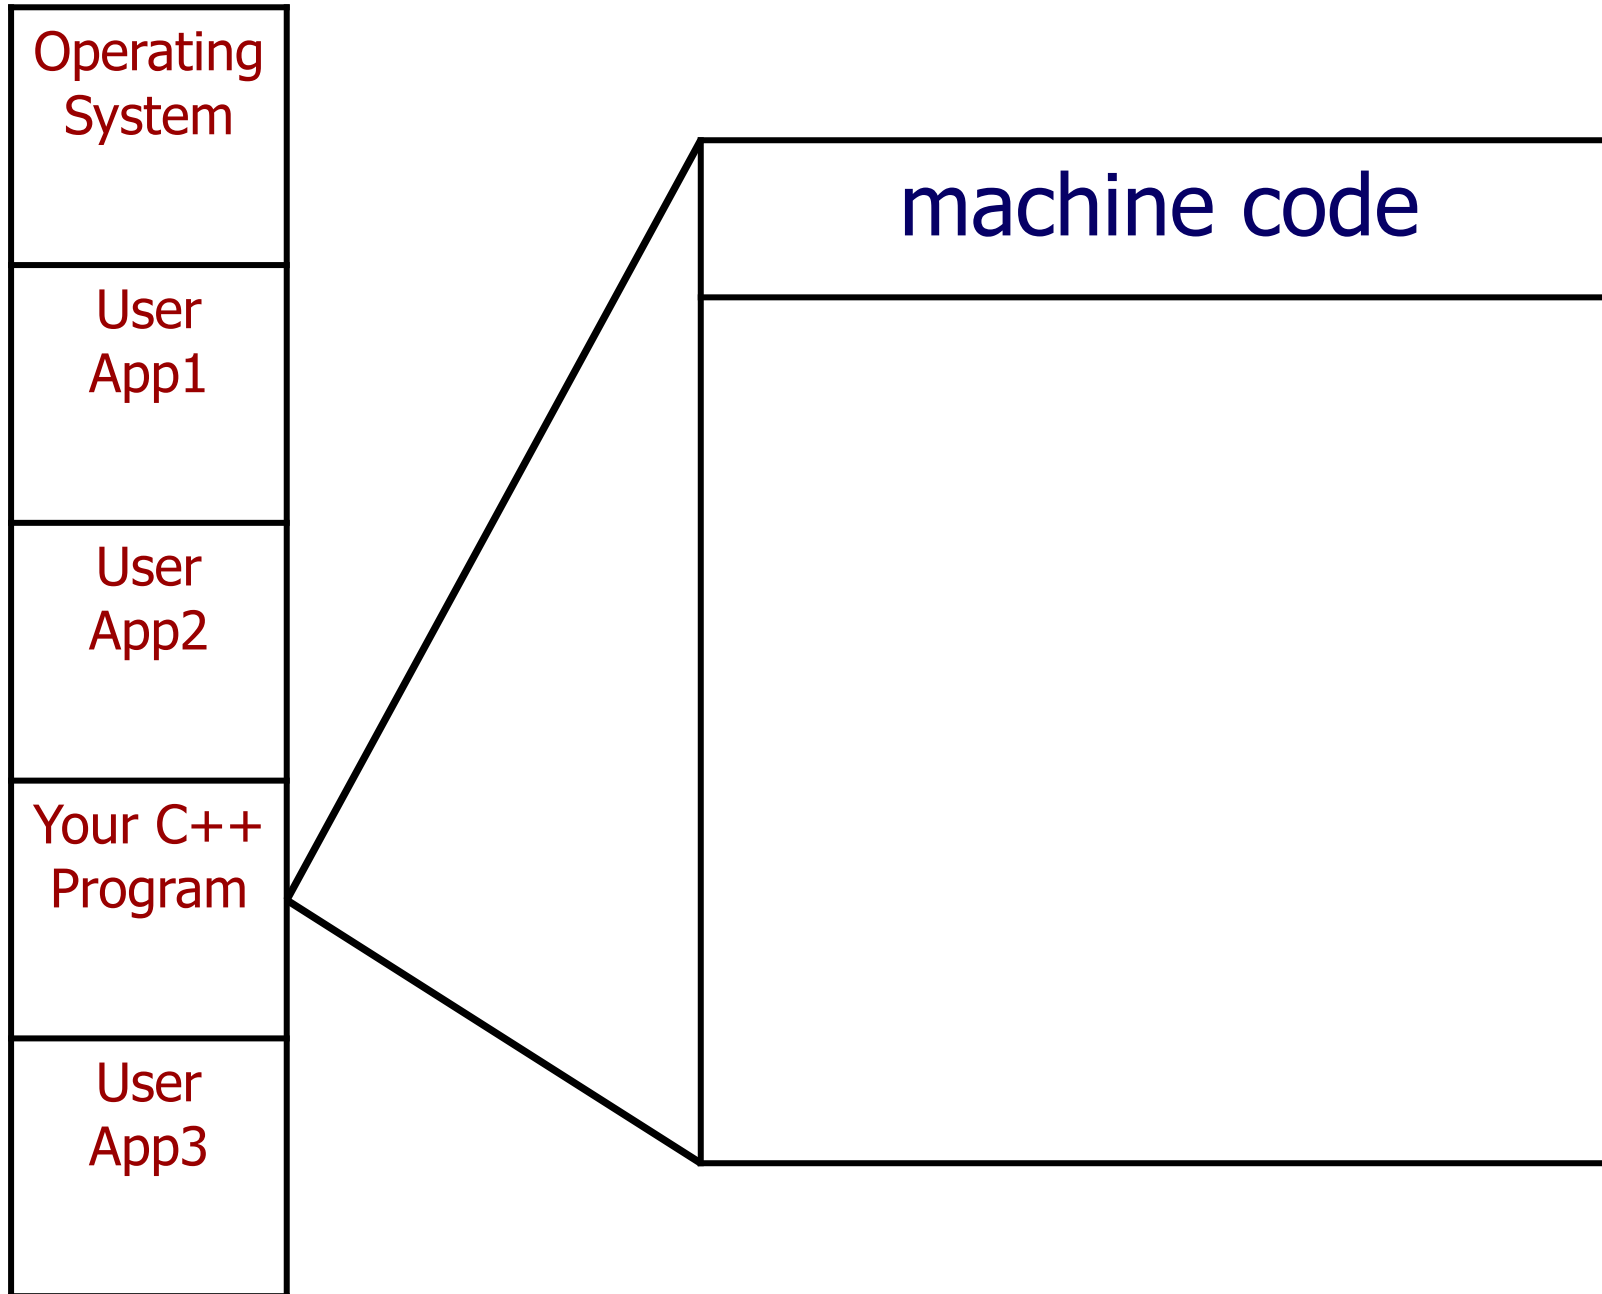 Operating
System
User
App1
User
App2
Your C++
Program
User
App3
machine code